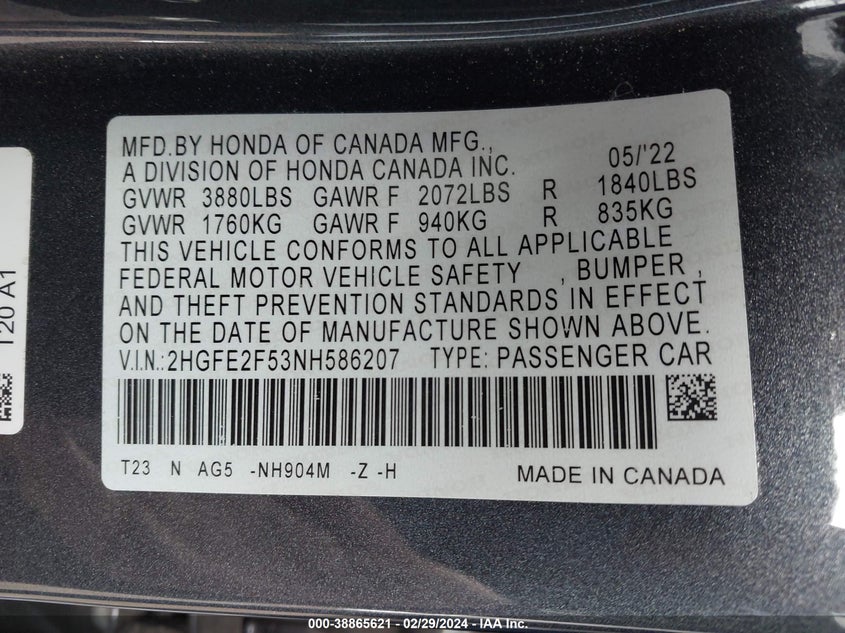 MFD.BY HONDA OF CANADA MFG.,
A DIVISION OF HONDA CANADA INC. 05/'22
GVWR 3880LBS GAWR F 2072LBS R 1840LBS
GVWR 1760KG GAWR F 940KG R 835KG
THIS VEHICLE CONFORMS TO ALL APPLICABLE
FEDERAL MOTOR VEHICLE SAFETY , BUMPER ,
AND THEFT PREVENTION STANDARDS IN EFFECT
ON THE DATE OF MANUFACTURE SHOWN ABOVE.
V.I.N.:2HGFE2F53NH586207 TYPE: PASSENGER CAR
T23 N AG5 -NH904M -Z -H MADE IN CANADA
T20 A1
000-38865621 / 02/29/2024 - IAA Inc.